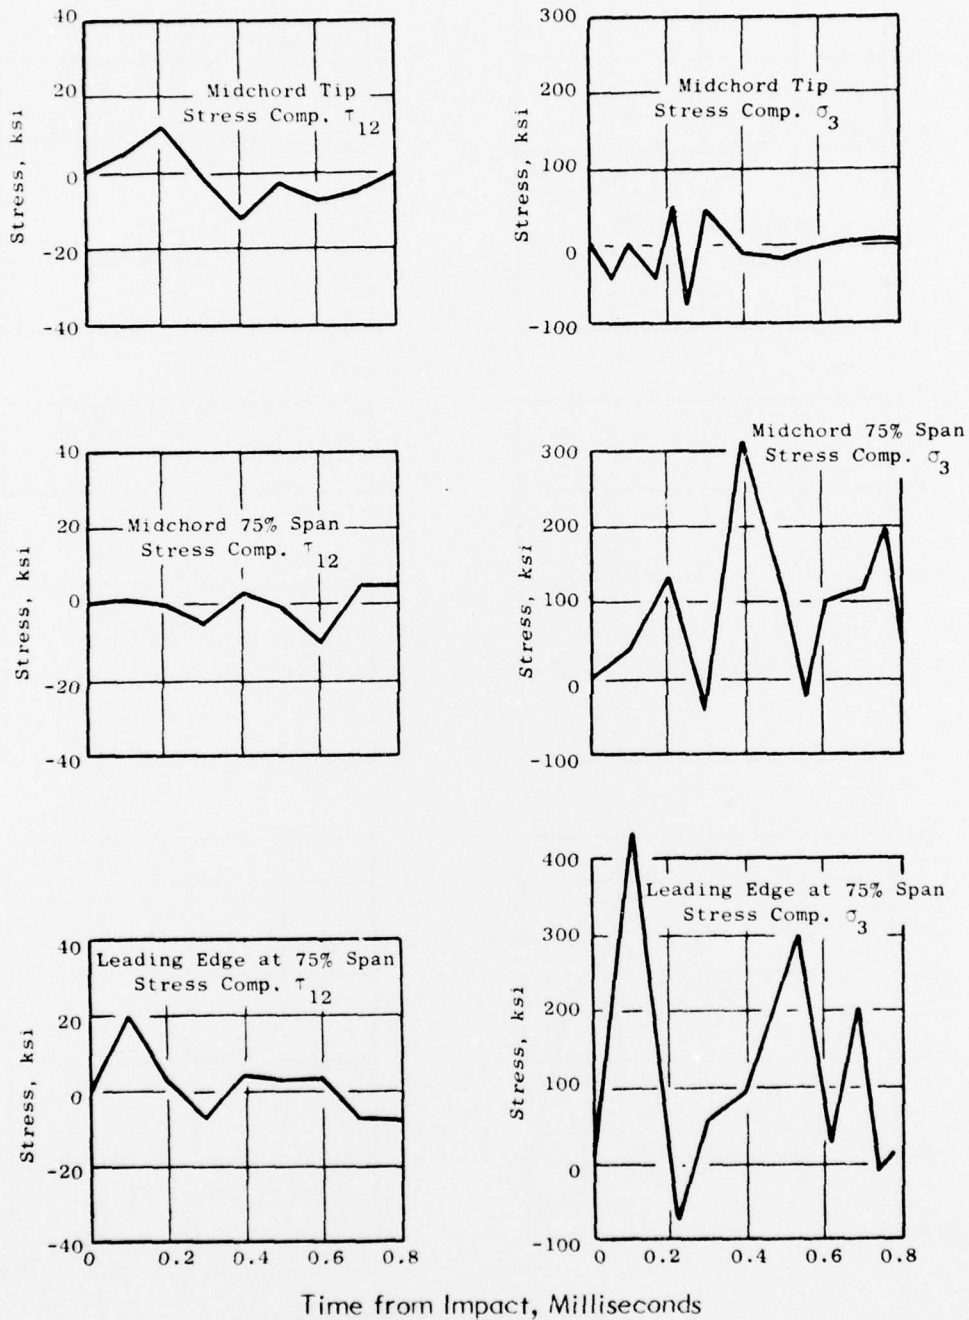 40
20
0
-20
-40
Stress, ksi
Midchord Tip
Stress Comp. τ12
300
200
100
0
-100
Stress, ksi
Midchord Tip
Stress Comp. σ3
40
20
0
-20
-40
Stress, ksi
Midchord 75% Span
Stress Comp. τ12
300
200
100
0
-100
Stress, ksi
Midchord 75% Span
Stress Comp. σ3
40
20
0
-20
-40
Stress, ksi
Leading Edge at 75% Span
Stress Comp. τ12
0 0.2 0.4 0.6 0.8
400
300
200
100
0
-100
Stress, ksi
Leading Edge at 75% Span
Stress Comp. σ3
0 0.2 0.4 0.6 0.8
Time from Impact, Milliseconds